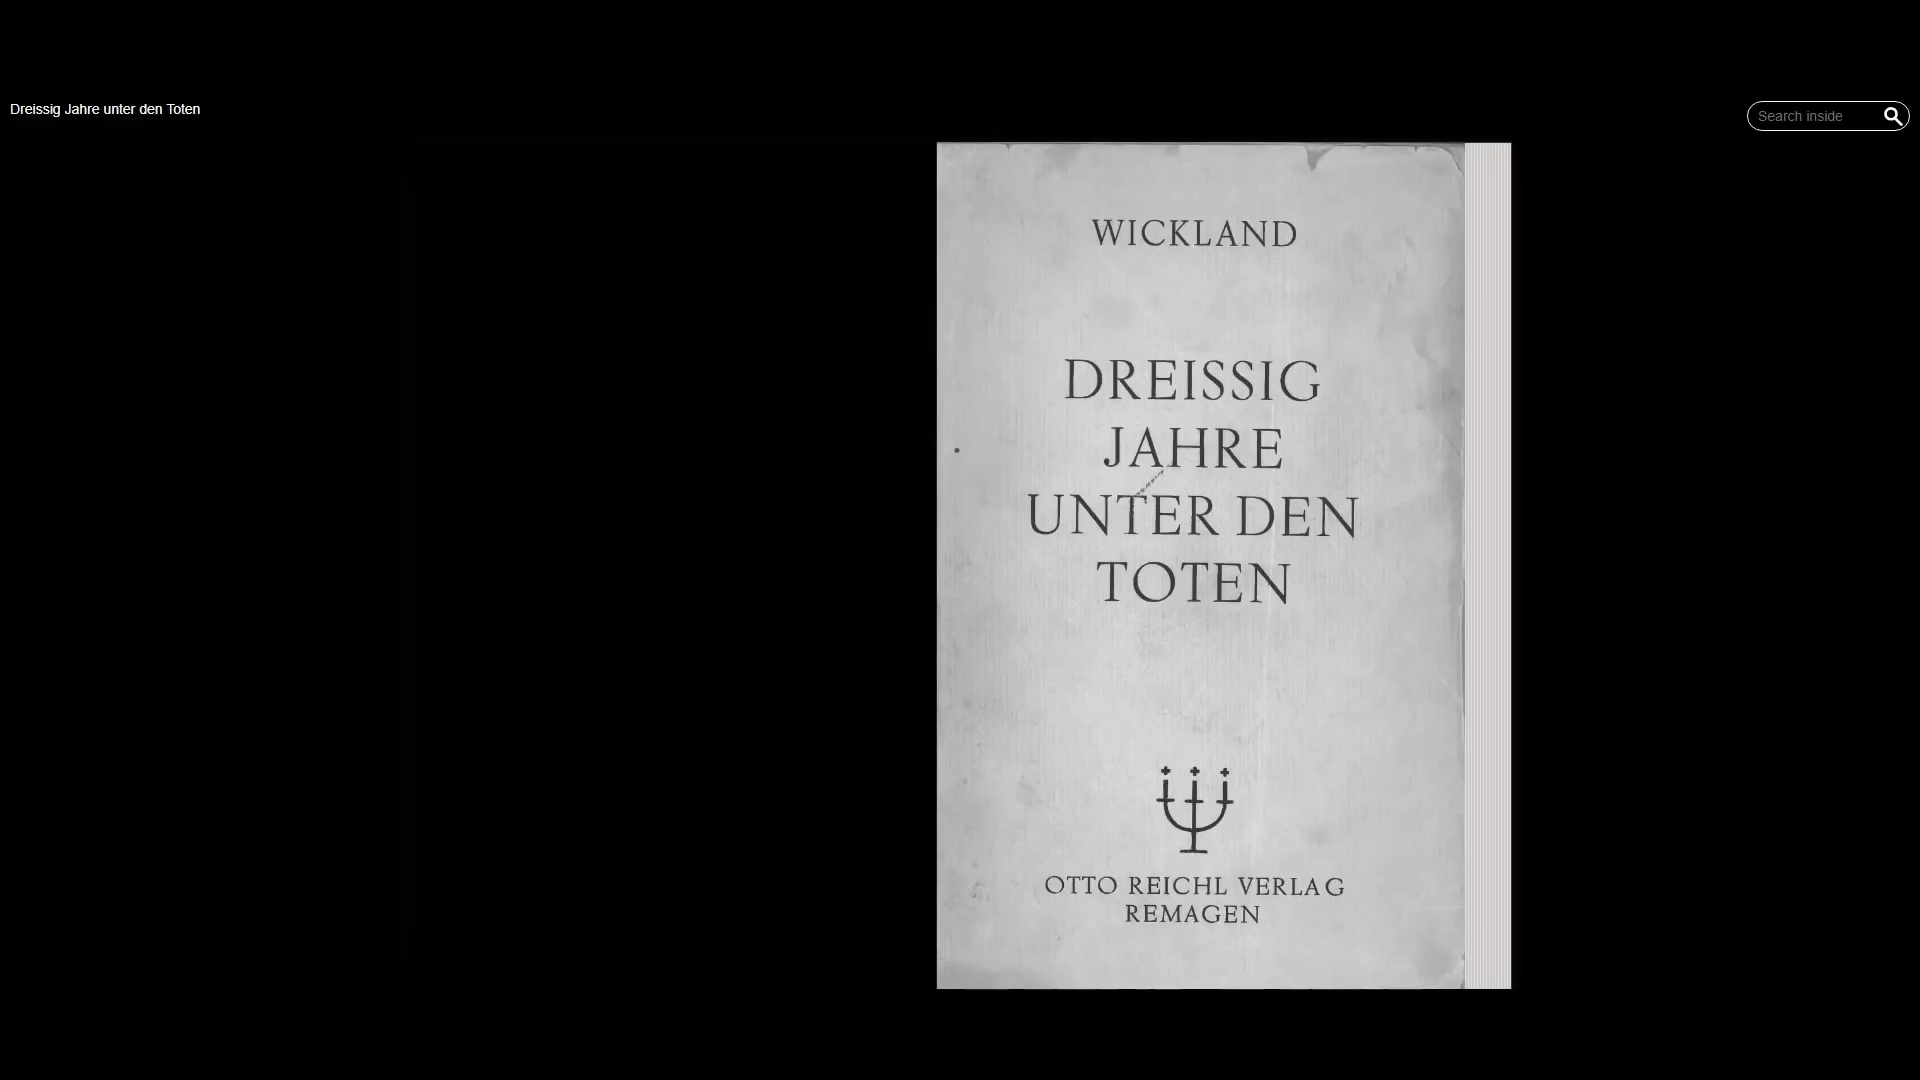 Dreissig Jahre unter den Toten
Search inside
WICKLAND
DREISSIG
JAHRE
UNTER DEN
TOTEN
OTTO REICHL VERLAG
REMAGEN